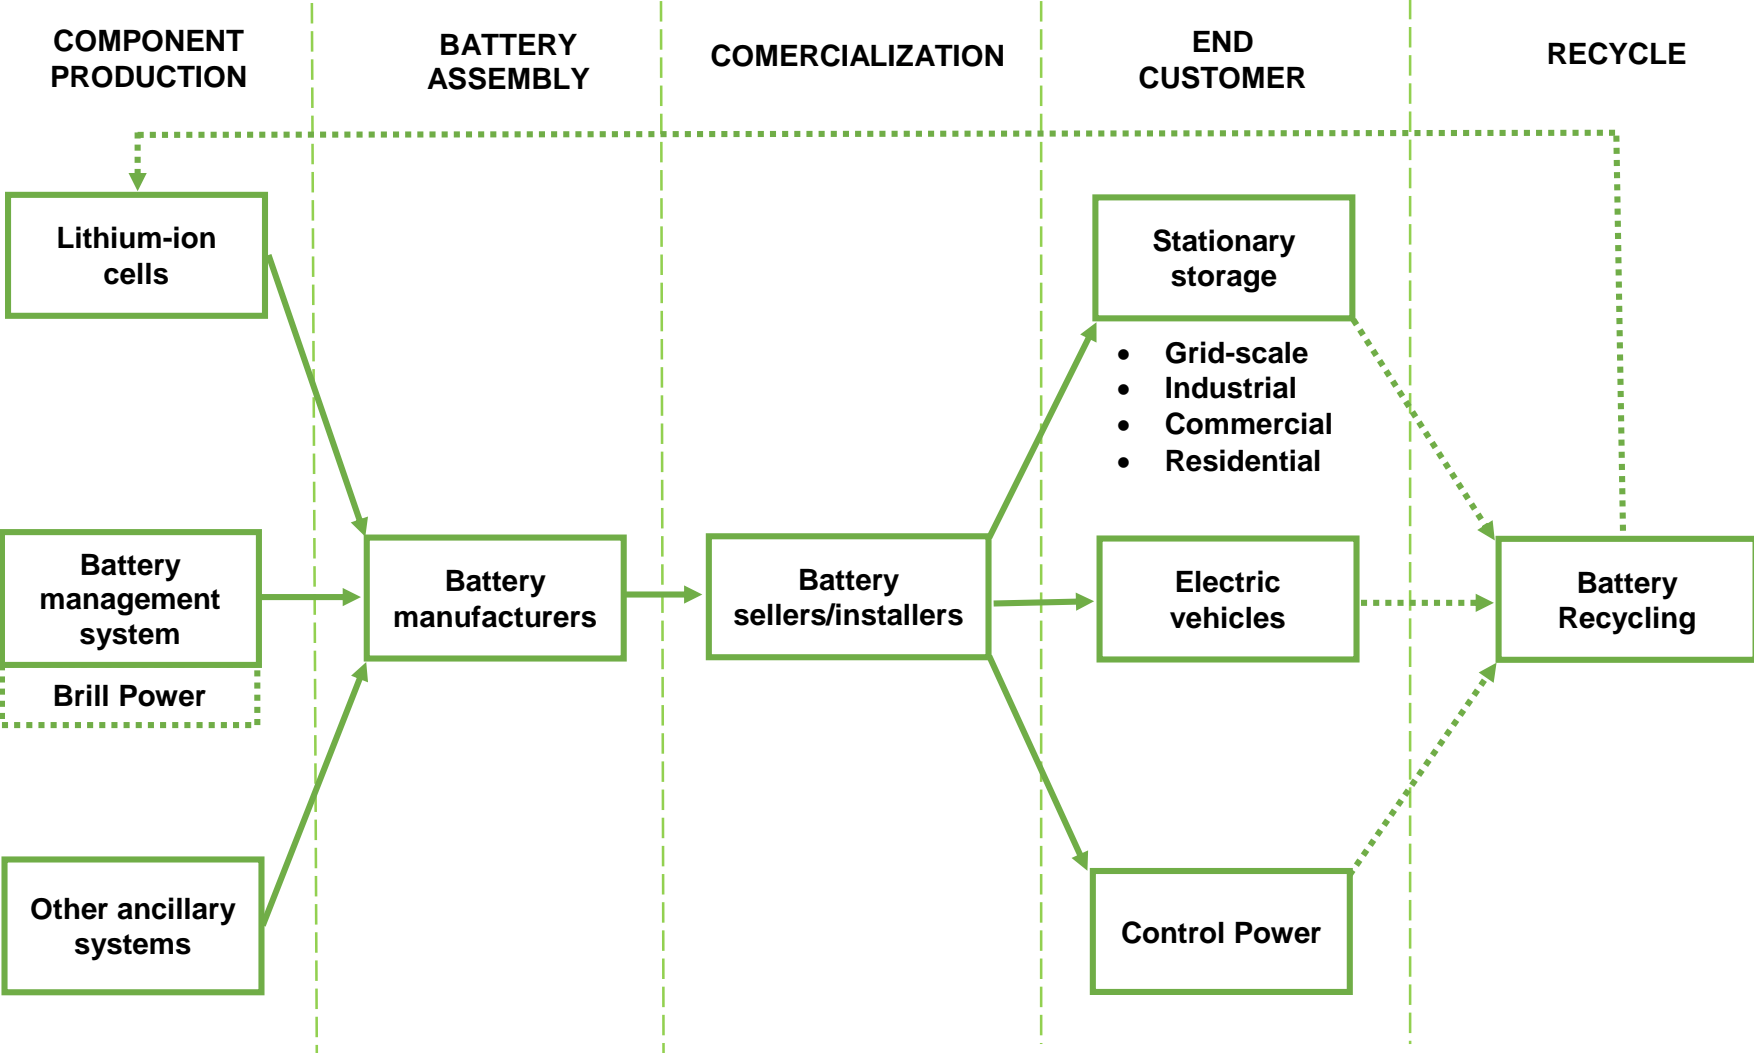 COMPONENT
PRODUCTION
BATTERY
ASSEMBLY
COMERCIALIZATION
END
CUSTOMER
RECYCLE
Lithium-ion
cells
Battery
management
system
Brill Power
Other ancillary
systems
Battery
manufacturers
Battery
sellers/installers
Stationary
storage
• Grid-scale
• Industrial
• Commercial
• Residential
Electric
vehicles
Control Power
Battery
Recycling